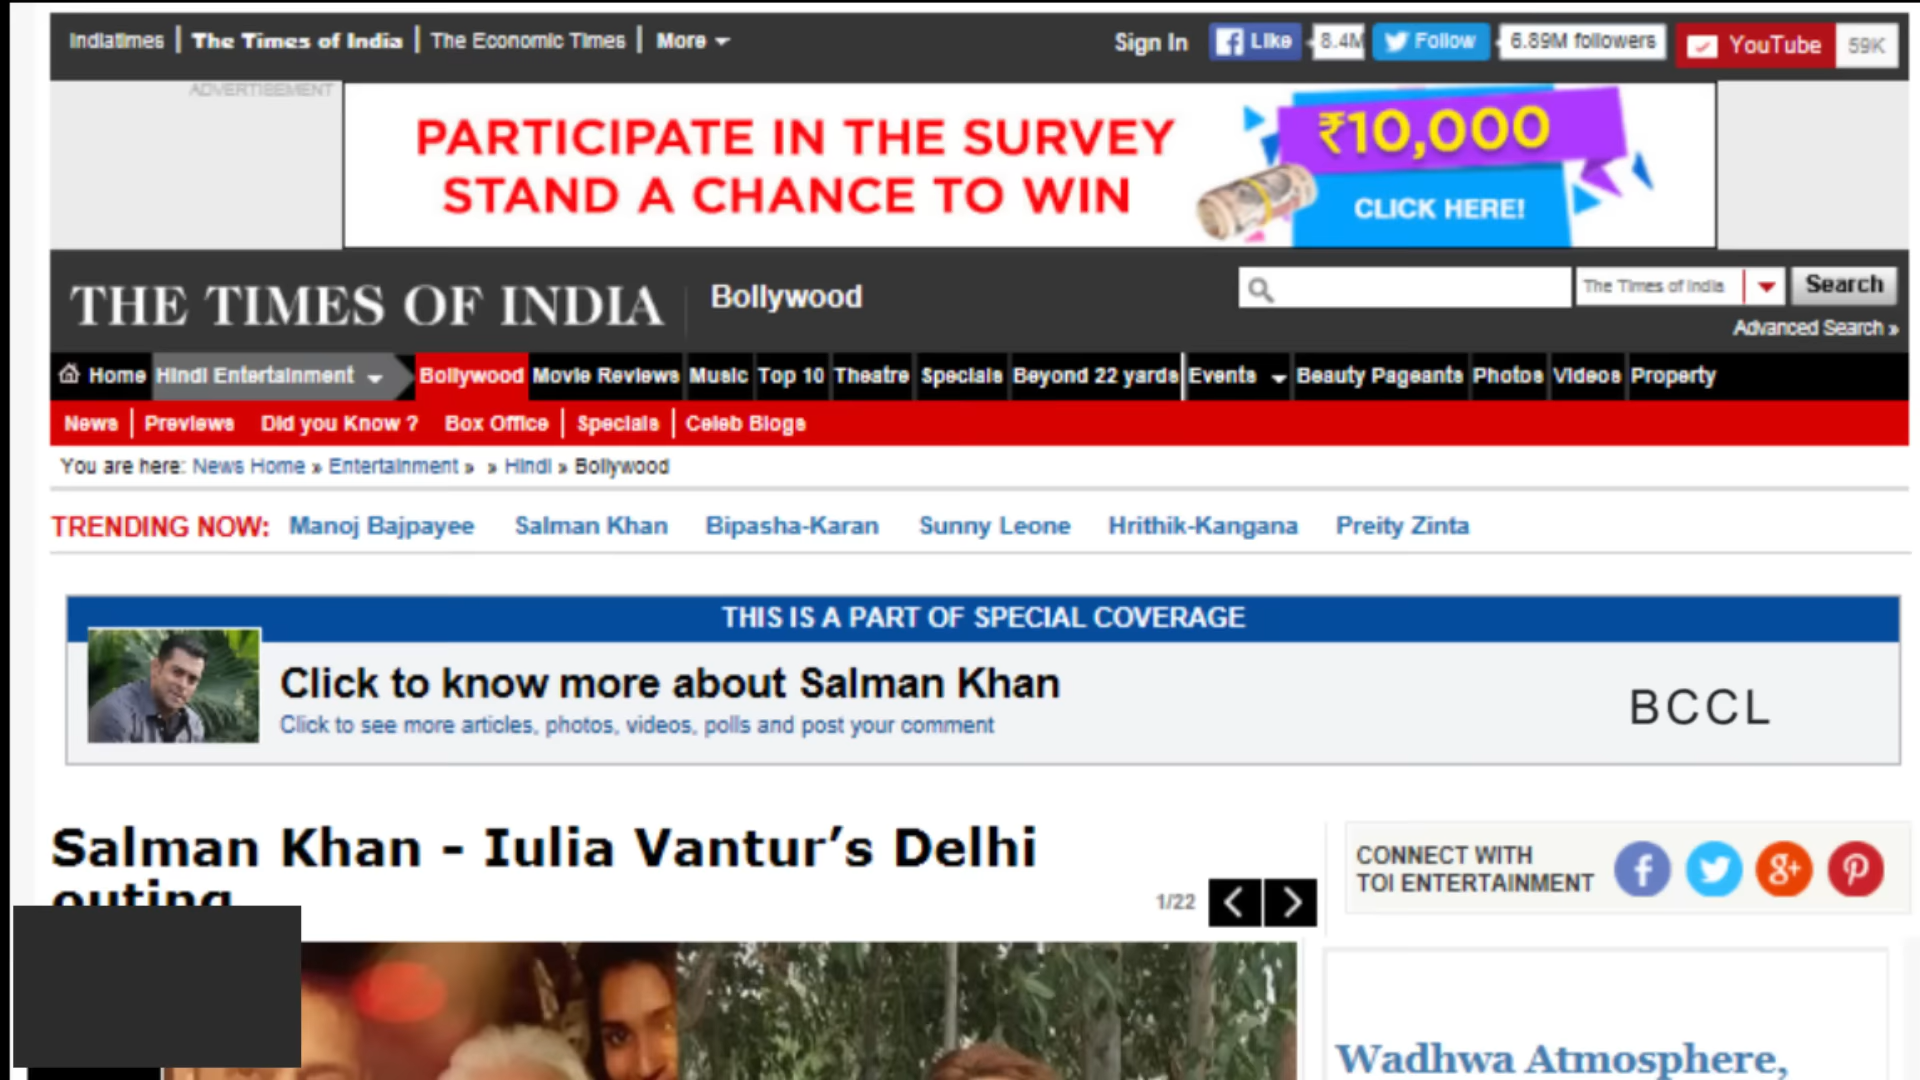 Indiatimes | The Times of India | The Economic Times | More
Sign In
Like
8.4M
Follow
6.89M followers
YouTube
59K
ADVERTISEMENT
PARTICIPATE IN THE SURVEY
STAND A CHANCE TO WIN
₹10,000
CLICK HERE!
THE TIMES OF INDIA
Bollywood
The Times of India
Search
Advanced Search »
Home Hindi Entertainment Bollywood Movie Reviews Music Top 10 Theatre Specials Beyond 22 yards Events Beauty Pageants Photos Videos Property
News | Previews Did you Know ? Box Office | Specials | Celeb Blogs
You are here: News Home » Entertainment » » Hindi » Bollywood
TRENDING NOW: Manoj Bajpayee Salman Khan Bipasha-Karan Sunny Leone Hrithik-Kangana Preity Zinta
THIS IS A PART OF SPECIAL COVERAGE
Click to know more about Salman Khan
Click to see more articles, photos, videos, polls and post your comment
BCCL
Salman Khan - Iulia Vantur’s Delhi
outing
1/22
CONNECT WITH
TOI ENTERTAINMENT
Wadhwa Atmosphere,